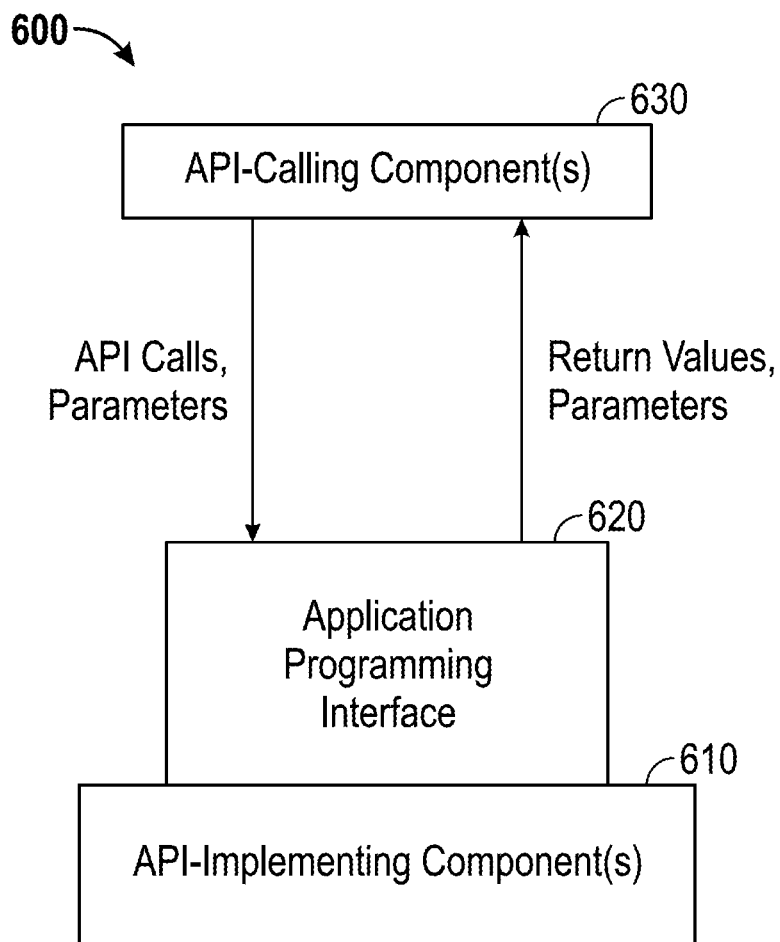 600
630
API-Calling Component(s)
API Calls,
Parameters
Return Values,
Parameters
620
Application
Programming
Interface
610
API-Implementing Component(s)